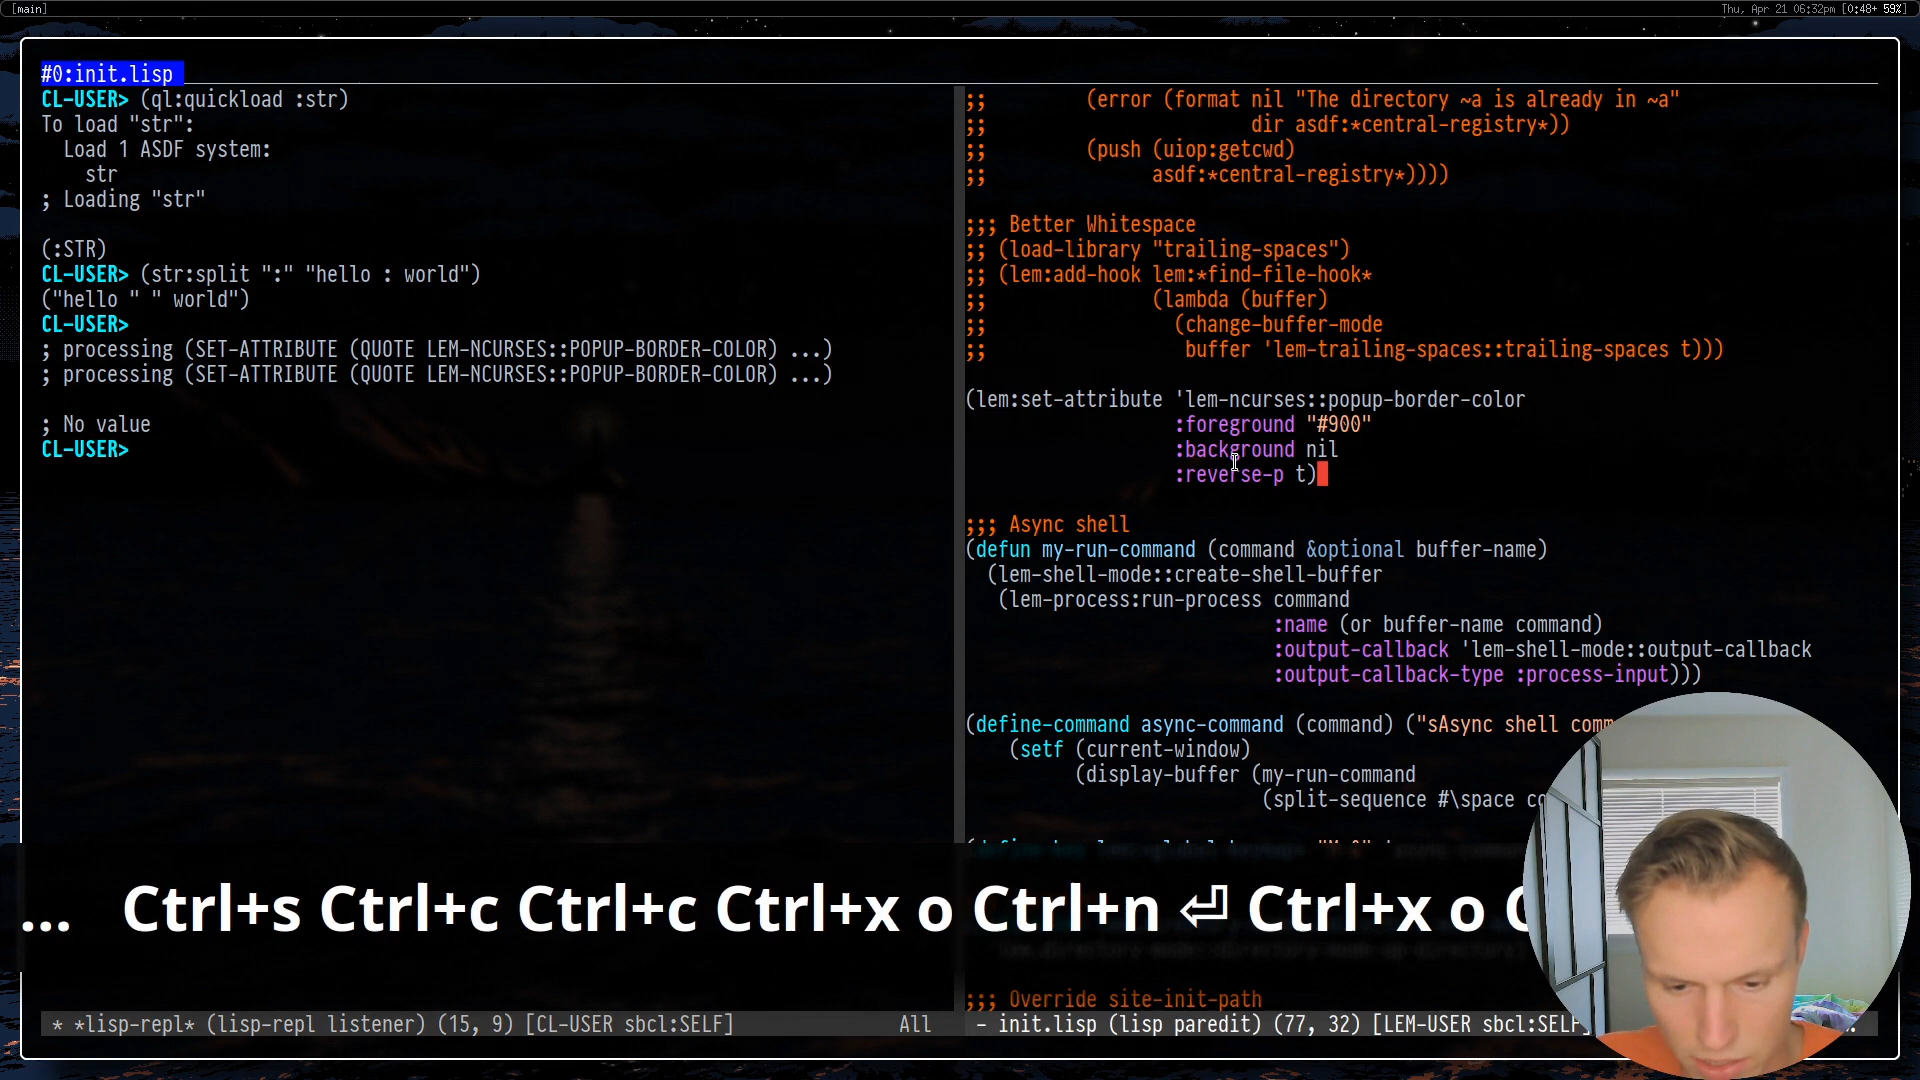 [main]
Thu, Apr 21 06:32pm [0:48+ 59%]
#0:init.lisp
CL-USER> (ql:quickload :str)
To load "str":
Load 1 ASDF system:
str
; Loading "str"
(:STR)
CL-USER> (str:split ":" "hello : world")
("hello " " world")
CL-USER>
; processing (SET-ATTRIBUTE (QUOTE LEM-NCURSES::POPUP-BORDER-COLOR) ...)
; processing (SET-ATTRIBUTE (QUOTE LEM-NCURSES::POPUP-BORDER-COLOR) ...)
; No value
CL-USER>
* *lisp-repl* (lisp-repl listener) (15, 9) [CL-USER sbcl:SELF] All
;; (error (format nil "The directory ~a is already in ~a"
;; dir asdf:*central-registry*))
;; (push (uiop:getcwd)
;; asdf:*central-registry*))))
;;; Better Whitespace
;; (load-library "trailing-spaces")
;; (lem:add-hook lem:*find-file-hook*
;; (lambda (buffer)
;; (change-buffer-mode
;; buffer 'lem-trailing-spaces::trailing-spaces t)))
(lem:set-attribute 'lem-ncurses::popup-border-color
:foreground "#900"
:background nil
:reverse-p t)
;;; Async shell
(defun my-run-command (command &optional buffer-name)
(lem-shell-mode::create-shell-buffer
(lem-process:run-process command
:name (or buffer-name command)
:output-callback 'lem-shell-mode::output-callback
:output-callback-type :process-input)))
(define-command async-command (command) ("sAsync shell
(setf (current-window)
(display-buffer (my-run-command
(split-sequence #\space
;;; Override site-init-path
- init.lisp (lisp paredit) (77, 32) [LEM-USER sbcl:SELF]
... Ctrl+s Ctrl+c Ctrl+c Ctrl+x o Ctrl+n ⏎ Ctrl+x o